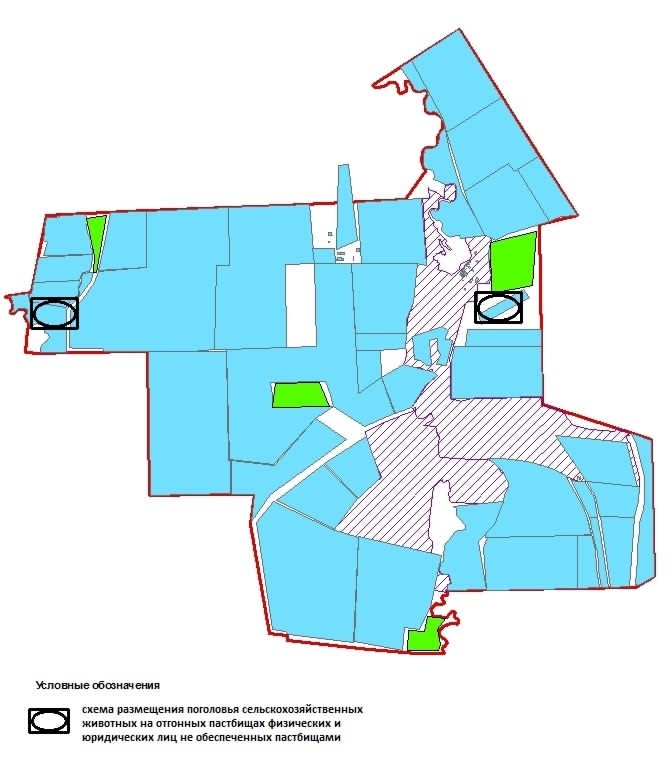 Условные обозначения
схема размещения поголовья сельскохозяйственных
животных на отгонных пастбищах физических и
юридических лиц не обеспеченных пастбищами